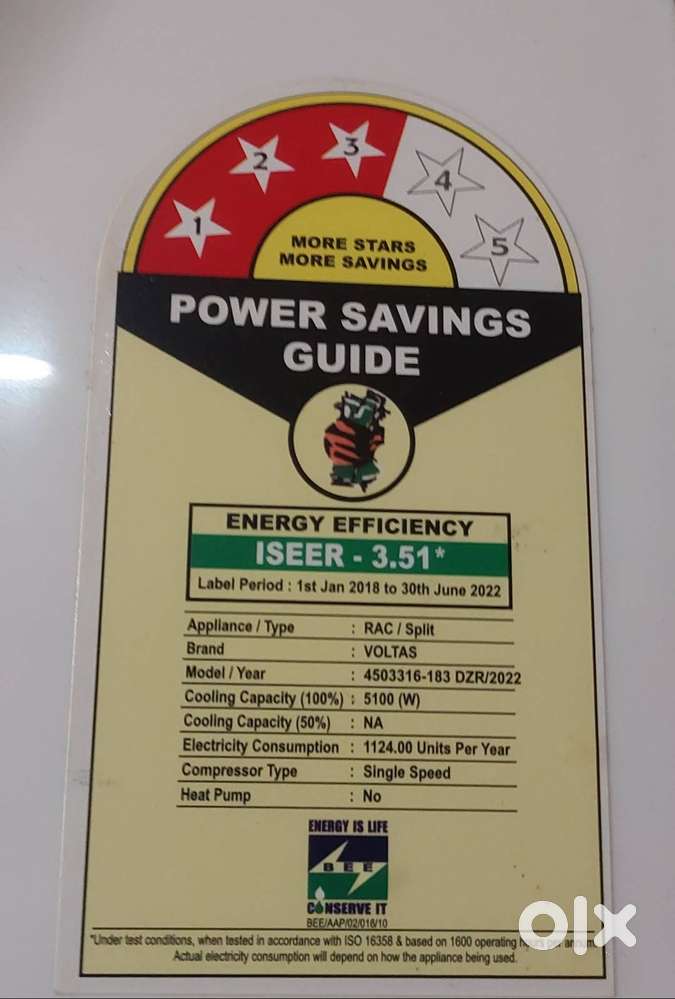 1 2 3 4 5
MORE STARS
MORE SAVINGS
POWER SAVINGS
GUIDE
ENERGY EFFICIENCY
ISEER - 3.51*
Label Period : 1st Jan 2018 to 30th June 2022
Appliance / Type : RAC / Split
Brand : VOLTAS
Model / Year : 4503316-183 DZR/2022
Cooling Capacity (100%) : 5100 (W)
Cooling Capacity (50%) : NA
Electricity Consumption : 1124.00 Units Per Year
Compressor Type : Single Speed
Heat Pump : No
ENERGY IS LIFE
BEE
CONSERVE IT
BEE/AAP/02/016/10
*Under test conditions, when tested in accordance with ISO 16358 & based on 1600 operating hours per annum.
Actual electricity consumption will depend on how the appliance being used.
olx